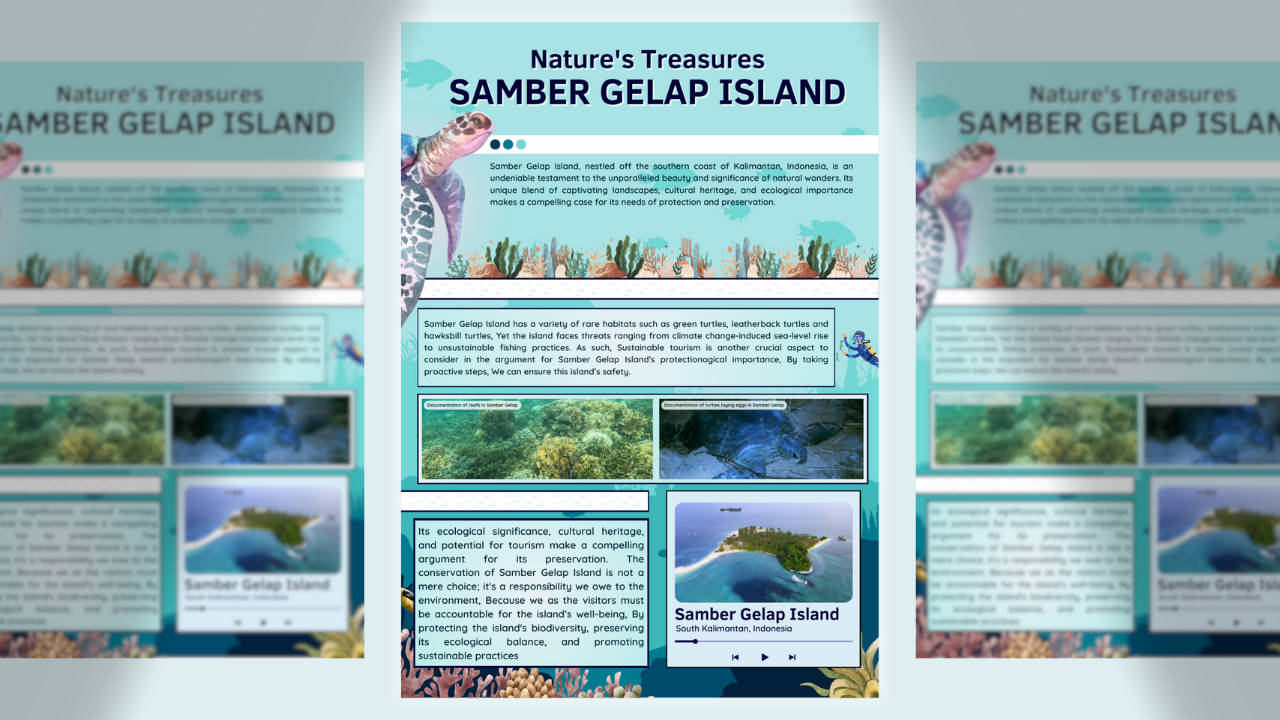 Nature's Treasures
SAMBER GELAP ISLAND
Samber Gelap Island, nestled off the southern coast of Kalimantan, Indonesia, is an
undeniable testament to the unparalleled beauty and significance of natural wonders. Its
unique blend of captivating landscapes, cultural heritage, and ecological importance
makes a compelling case for its needs of protection and preservation.
Samber Gelap Island has a variety of rare habitats such as green turtles, leatherback turtles and
hawksbill turtles, Yet the island faces threats ranging from climate change-induced sea-level rise
to unsustainable fishing practices. As such, Sustainable tourism is another crucial aspect to
consider in the argument for Samber Gelap Island's protectionogical importance, By taking
proactive steps, We can ensure this island's safety.
Documentation of reefs in Samber Gelap
Documentation of turtles laying eggs in Samber Gelap
Its ecological significance, cultural heritage,
and potential for tourism make a compelling
argument for its preservation. The
conservation of Samber Gelap Island is not a
mere choice; it's a responsibility we owe to the
environment, Because we as the visitors must
be accountable for the island's well-being, By
protecting the island's biodiversity, preserving
its ecological balance, and promoting
sustainable practices
Samber Gelap Island
South Kalimantan, Indonesia